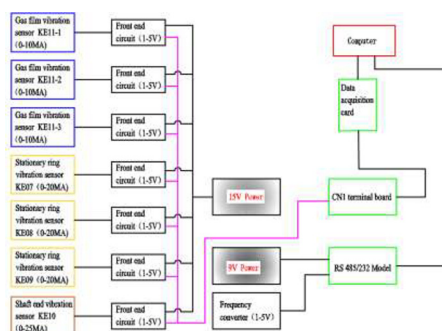 Gas film vibration
sensor KE11-1
(0-10MA)
Front end
circuit (1-5V)
Gas film vibration
sensor KE11-2
(0-10MA)
Front end
circuit (1-5V)
Gas film vibration
sensor KE11-3
(0-10MA)
Front end
circuit (1-5V)
Stationary ring
vibration sensor
KE07 (0-20MA)
Front end
circuit (1-5V)
Stationary ring
vibration sensor
KE08 (0-20MA)
Front end
circuit (1-5V)
Stationary ring
vibration sensor
KE09 (0-20MA)
Front end
circuit (1-5V)
Shaft end vibration
sensor KE10
(0-25MA)
Front end
circuit (1-5V)
15V Power
9V Power
Frequency
converter (1-5V)
Computer
Data
acquisition
card
CN1 terminal board
RS 485/232 Model